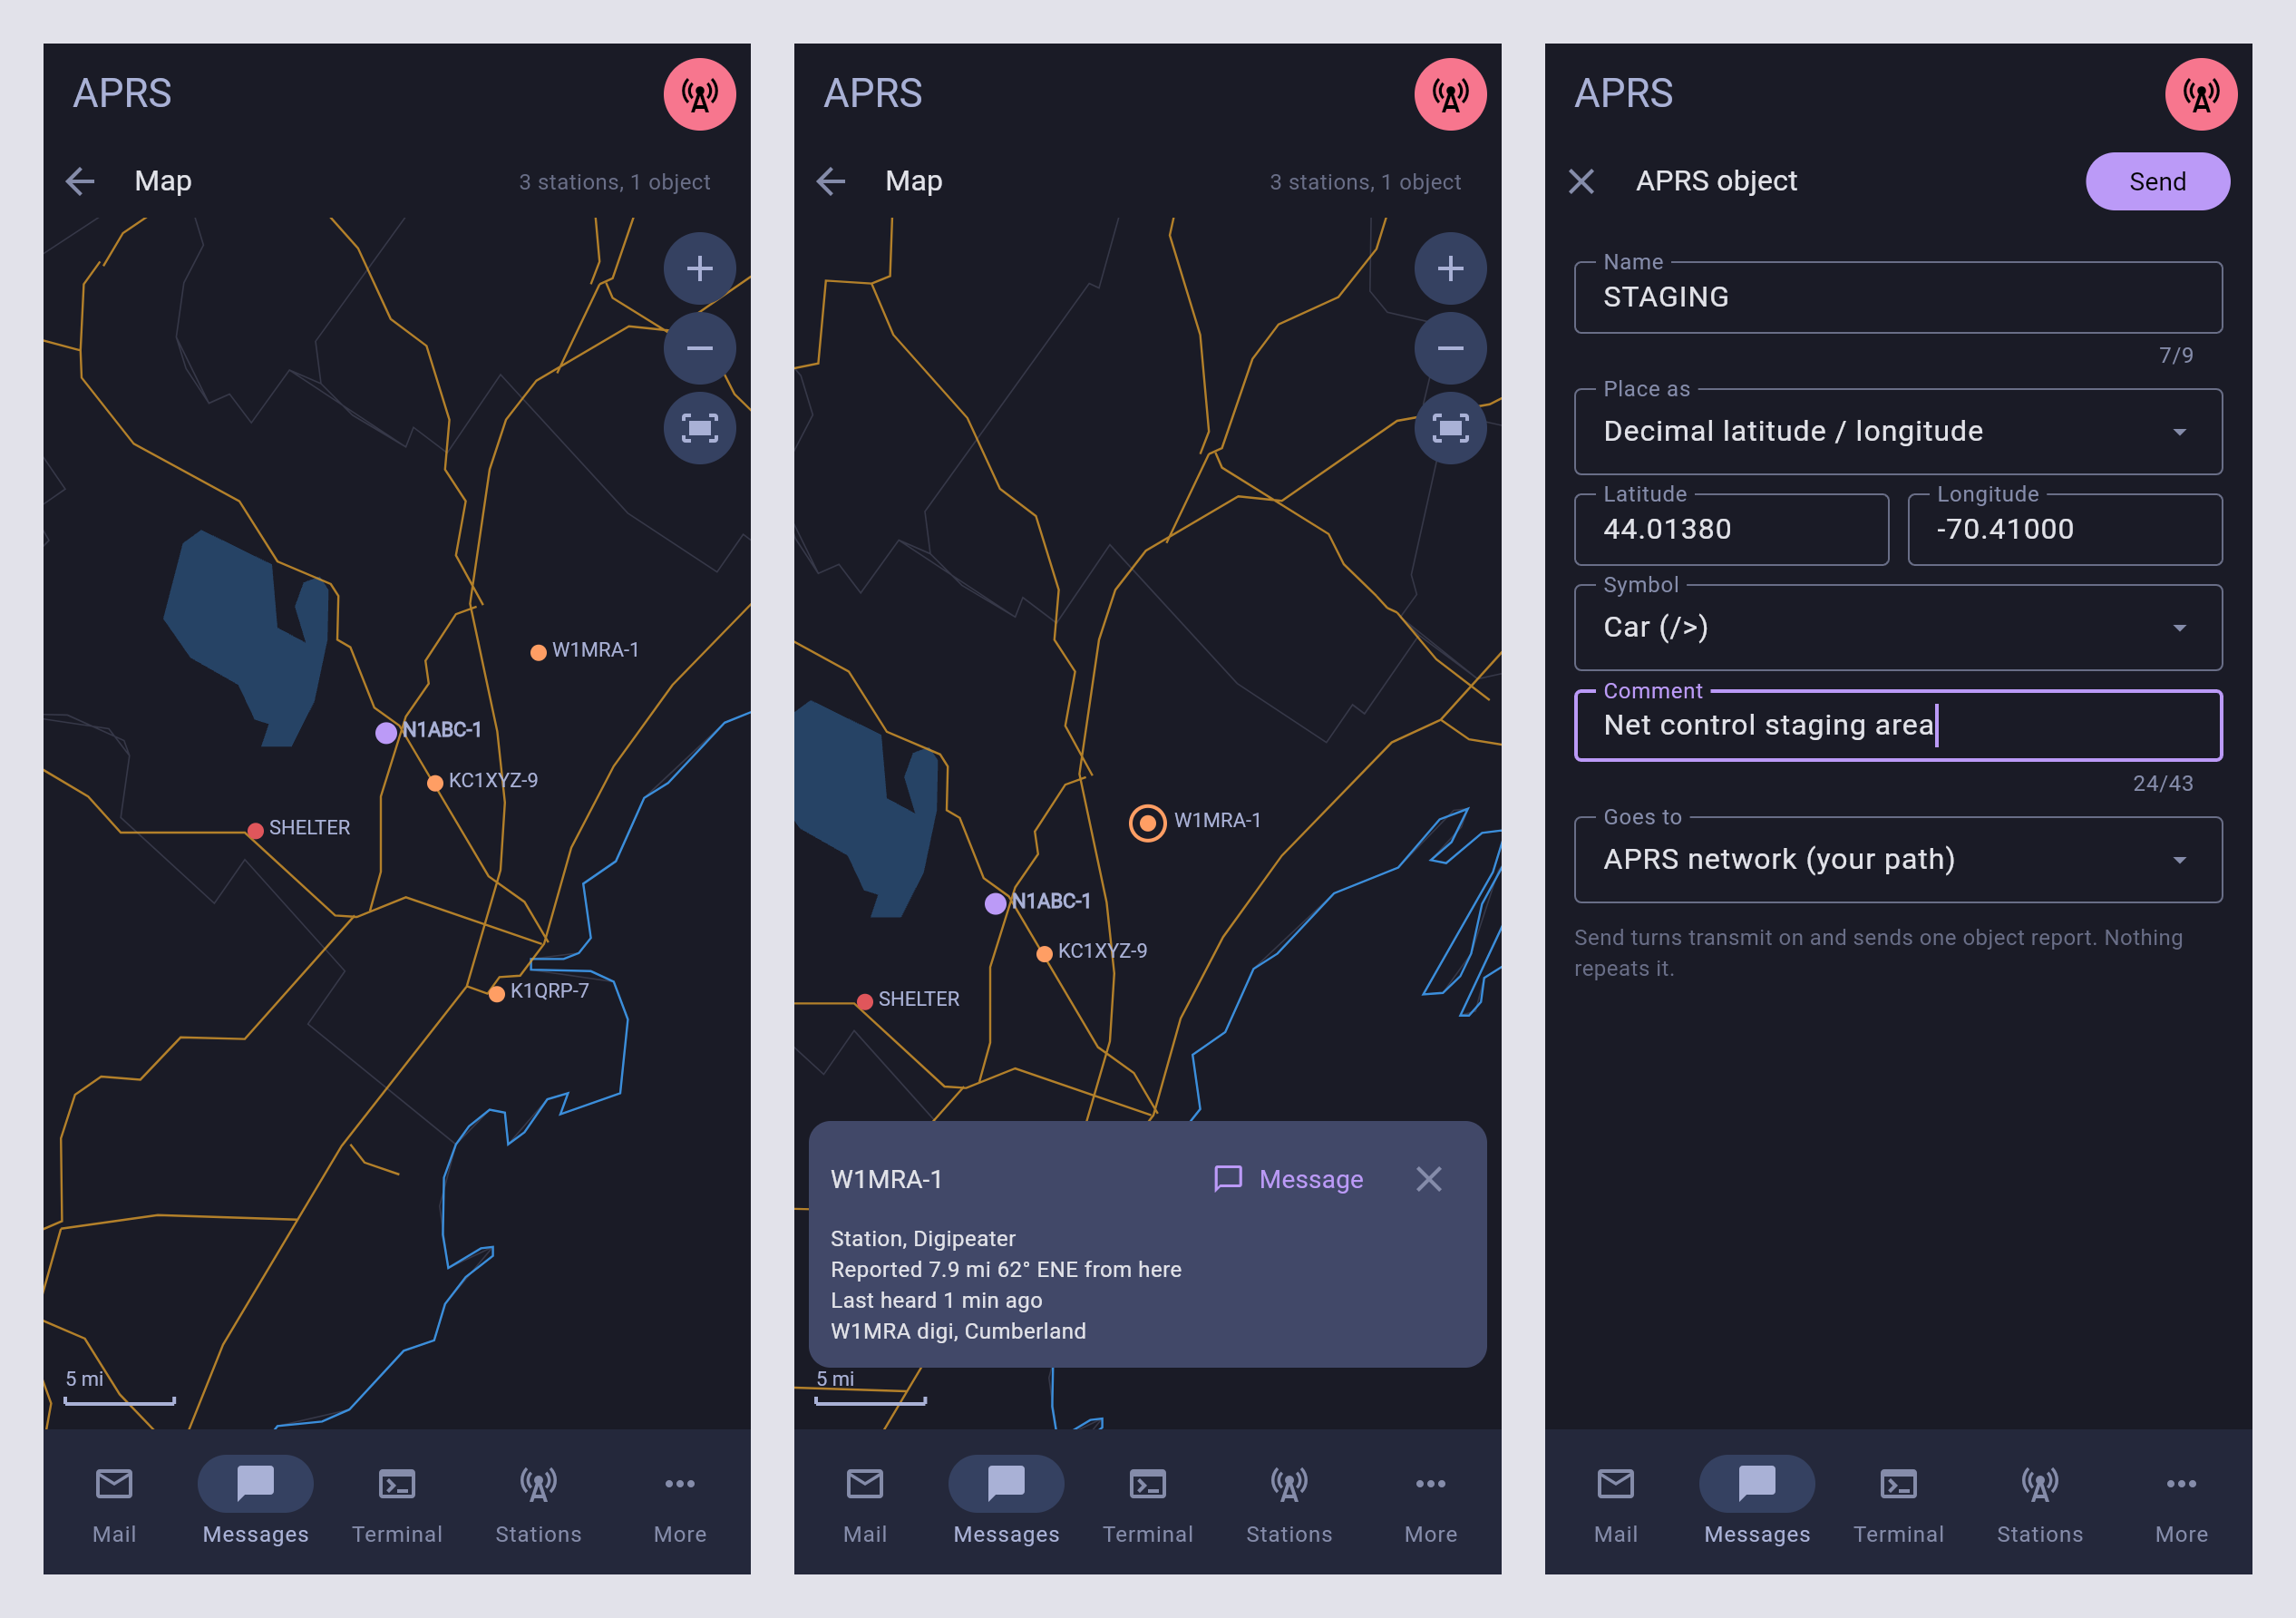 APRS
Map
3 stations, 1 object
W1MRA-1
N1ABC-1
KC1XYZ-9
SHELTER
K1QRP-7
5 mi
Mail
Messages
Terminal
Stations
More
APRS
Map
3 stations, 1 object
W1MRA-1
N1ABC-1
KC1XYZ-9
SHELTER
W1MRA-1
Message
Station, Digipeater
Reported 7.9 mi 62° ENE from here
Last heard 1 min ago
W1MRA digi, Cumberland
5 mi
Mail
Messages
Terminal
Stations
More
APRS
APRS object
Send
Name
STAGING
7/9
Place as
Decimal latitude / longitude
Latitude
44.01380
Longitude
-70.41000
Symbol
Car (/>)
Comment
Net control staging area
24/43
Goes to
APRS network (your path)
Send turns transmit on and sends one object report. Nothing
repeats it.
Mail
Messages
Terminal
Stations
More